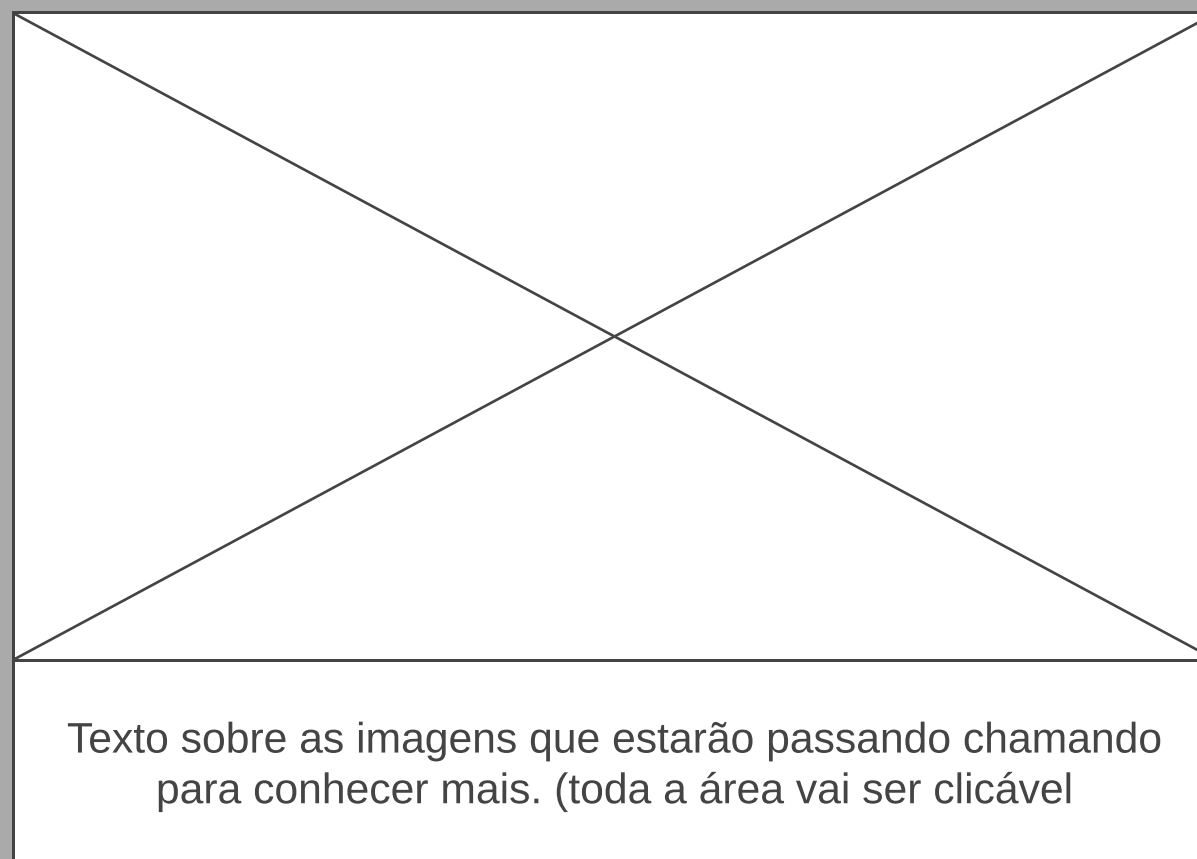 Texto sobre as imagens que estarão passando chamando
para conhecer mais. (toda a área vai ser clicável